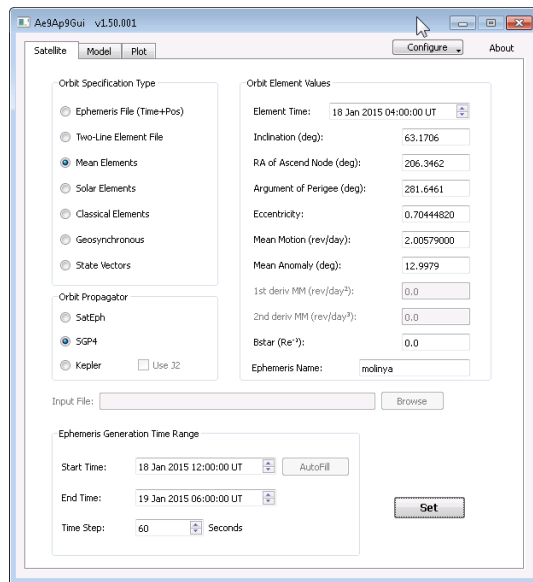 Ae9Ap9Gui v1.50.001
Satellite Model Plot Configure About
Orbit Specification Type
Ephemeris File (Time+Pos)
Two-Line Element File
Mean Elements
Solar Elements
Classical Elements
Geosynchronous
State Vectors
Orbit Propagator
SatEph
SGP4
Kepler Use J2
Orbit Element Values
Element Time: 18 Jan 2015 04:00:00 UT
Inclination (deg): 63.1706
RA of Ascend Node (deg): 206.3462
Argument of Perigee (deg): 281.6461
Eccentricity: 0.70444820
Mean Motion (rev/day): 2.00579000
Mean Anomaly (deg): 12.9979
1st deriv MM (rev/day²): 0.0
2nd deriv MM (rev/day³): 0.0
Bstar (Re⁻¹): 0.0
Ephemeris Name: molinya
Input File: Browse
Ephemeris Generation Time Range
Start Time: 18 Jan 2015 12:00:00 UT AutoFill
End Time: 19 Jan 2015 06:00:00 UT
Time Step: 60 Seconds
Set